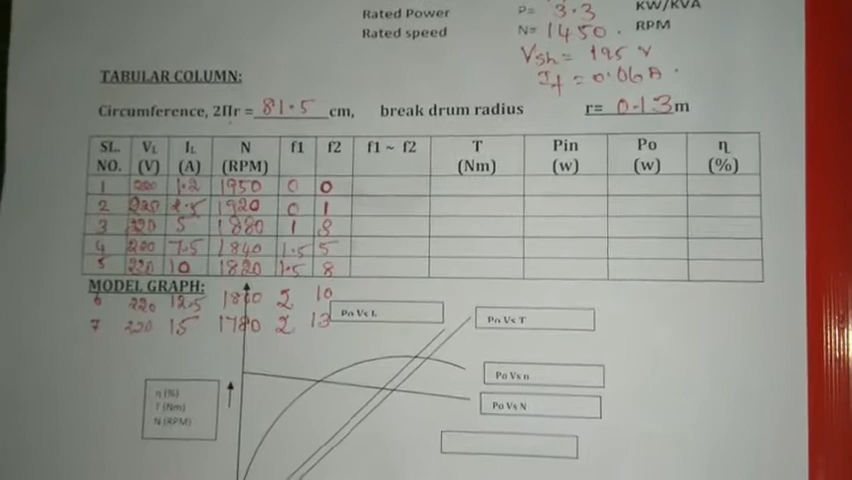 Rated Power P= 3.3 KW/KVA
Rated speed N= 1450. RPM
Vsh = 195 V
If = 0.06A
TABULAR COLUMN:
Circumference, 2Πr = 81.5 cm, break drum radius r= 0.13m
SL. NO. VL (V) IL (A) N (RPM) f1 f2 f1 ~ f2 T (Nm) Pin (w) Po (w) η (%)
1 220 1.2 1950 0 0
2 220 2.5 1920 0 1
3 220 5 1880 1 3
4 220 7.5 1840 1.5 5
5 220 10 1820 1.5 8
MODEL GRAPH:
6 220 12.5 1800 2 10
7 220 15 1780 2 13
Po Vs T
η (%)
T (Nm)
N (RPM)
Po Vs η
Po Vs N